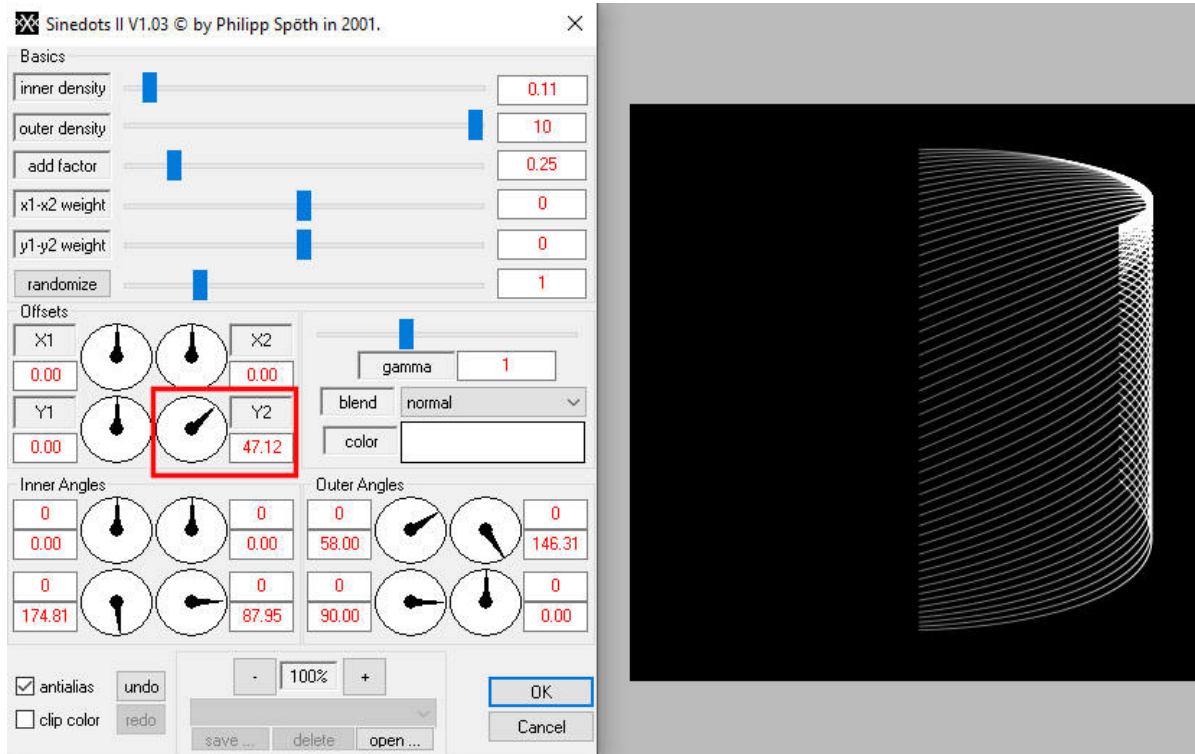 Sinedots II V1.03 © by Philipp Spöth in 2001.
Basics
inner density 0.11
outer density 10
add factor 0.25
x1-x2 weight 0
y1-y2 weight 0
randomize 1
Offsets
X1 X2
0.00 0.00
Y1 Y2
0.00 47.12
gamma 1
blend normal
color
Inner Angles
0 0
0.00 0.00
0 0
174.81 87.95
Outer Angles
0 0
58.00 146.31
0 0
90.00 0.00
antialias undo
clip color redo
- 100% +
save ... delete open ...
OK
Cancel